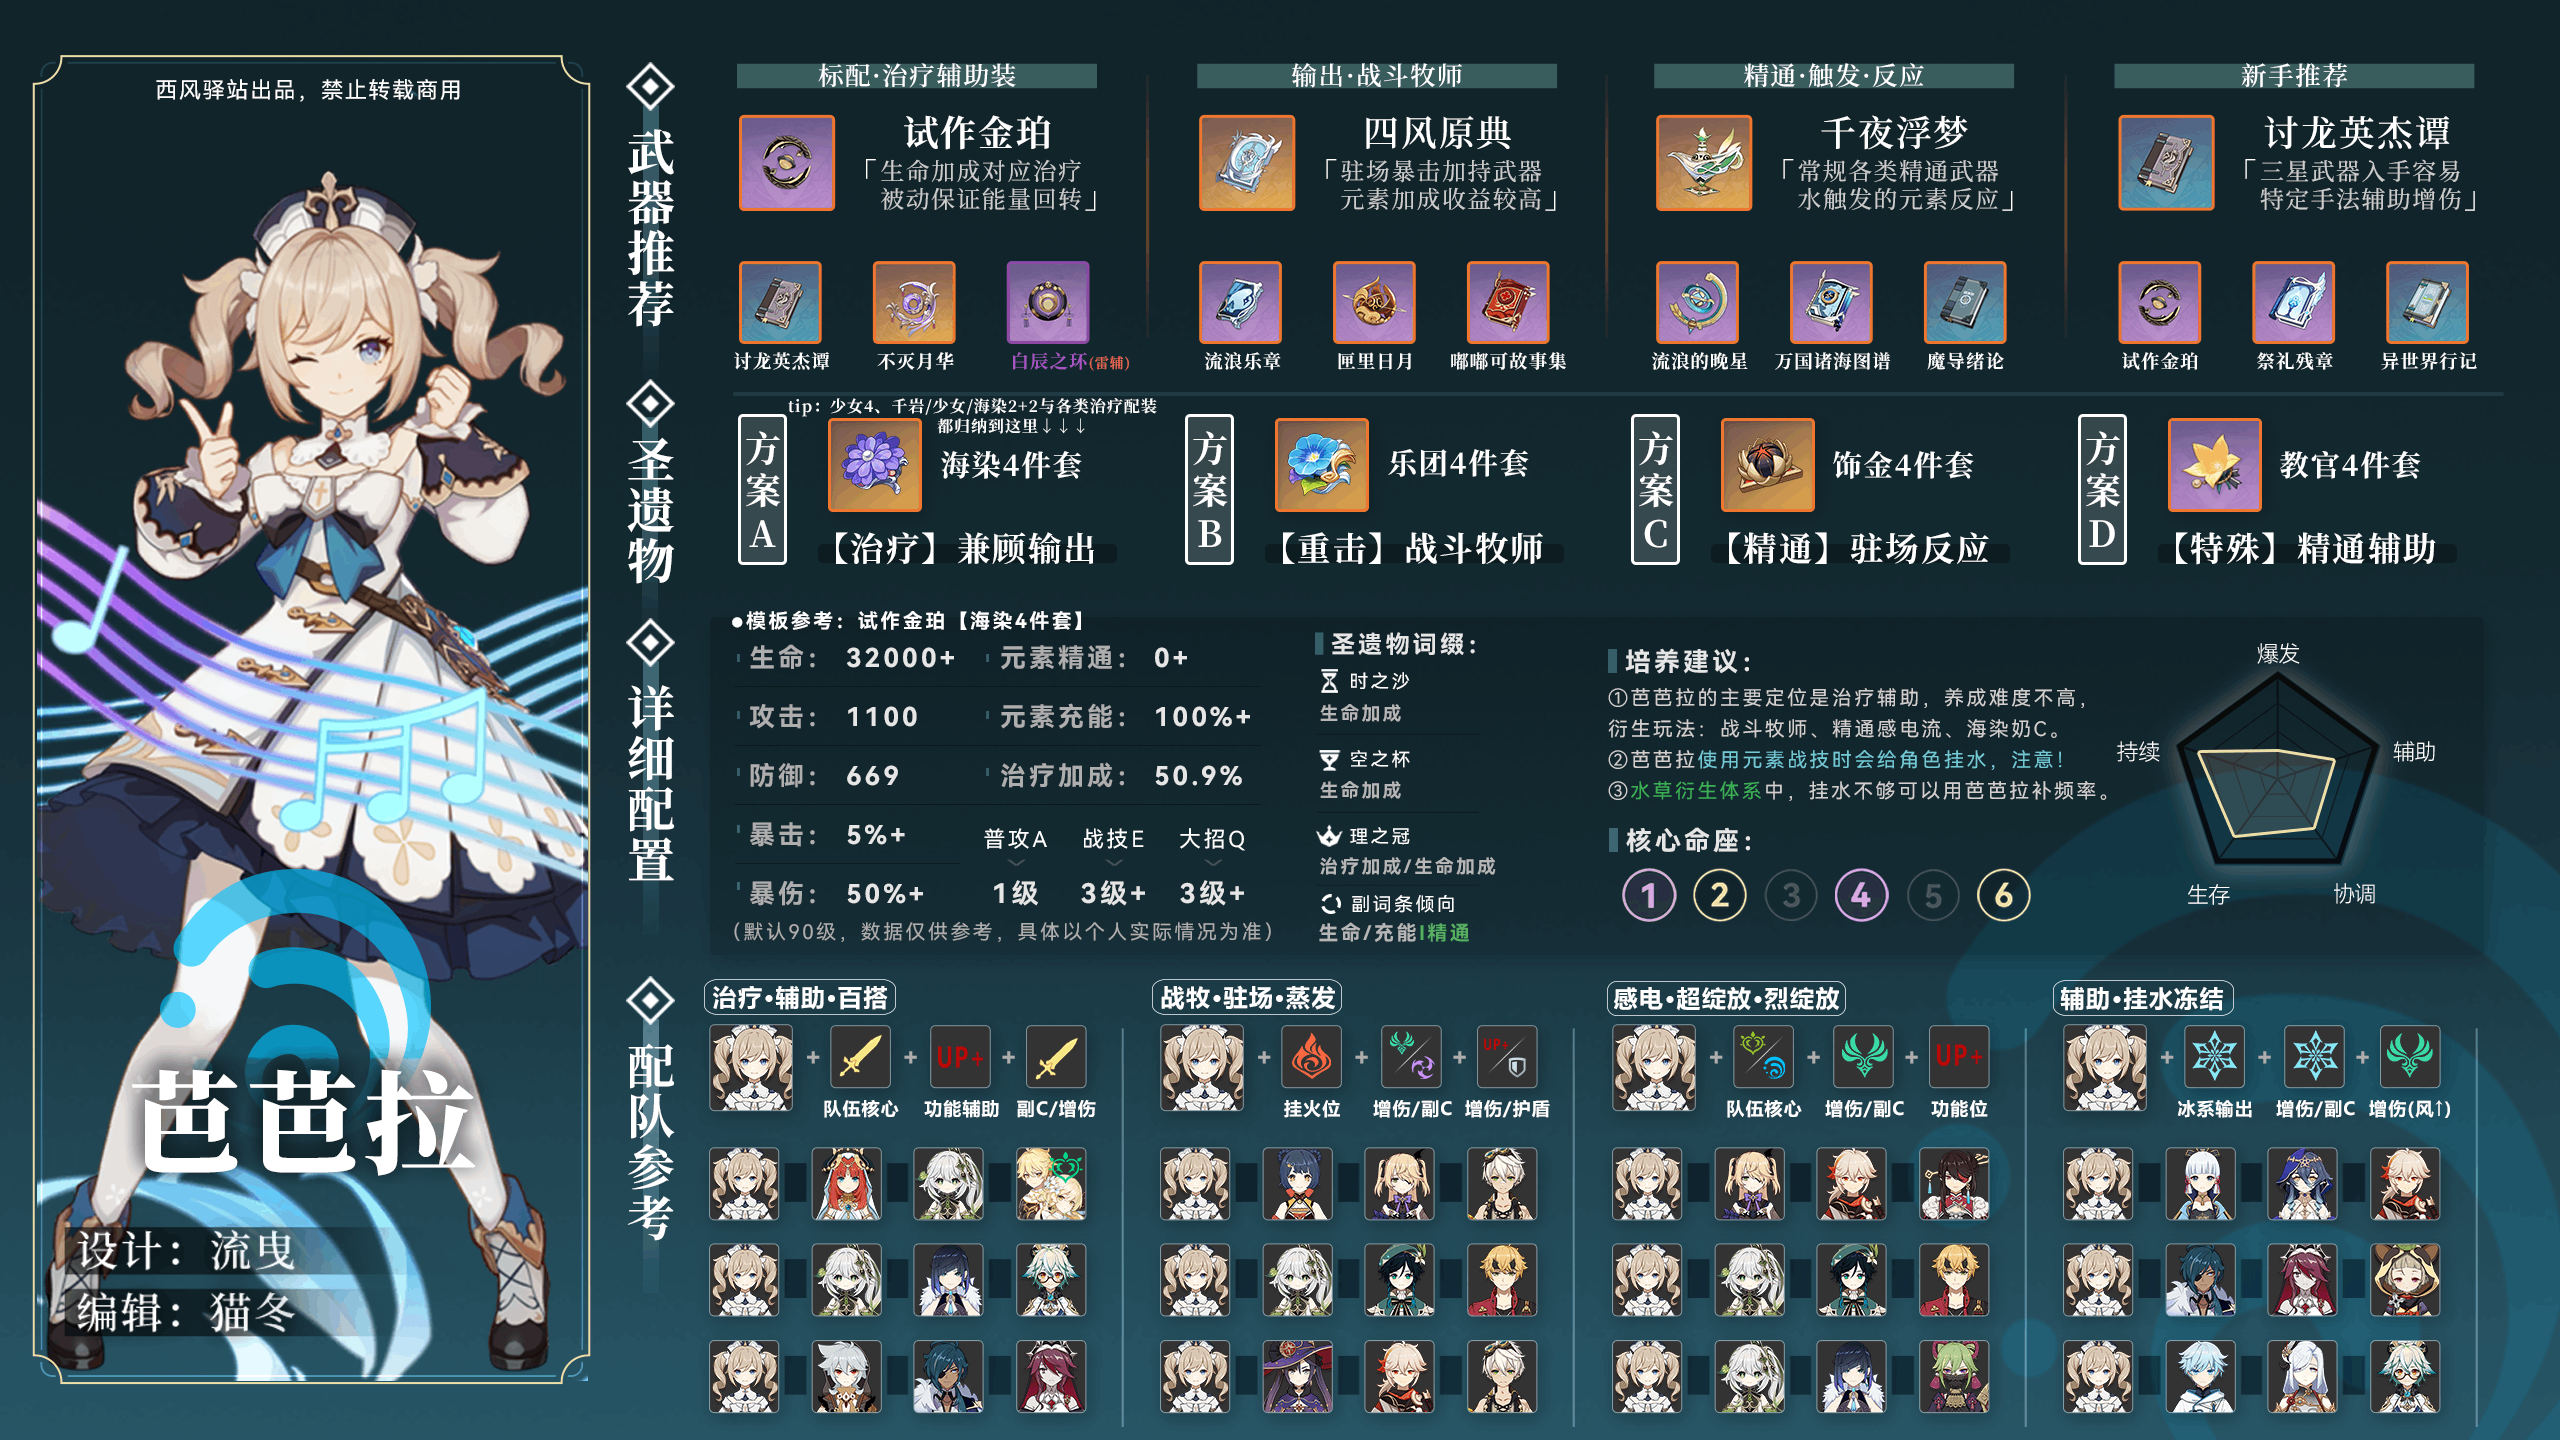 西风驿站出品，禁止转载商用
芭芭拉
设计：流曳
编辑：猫冬
武器推荐
标配·治疗辅助装
试作金珀
「生命加成对应治疗
被动保证能量回转」
讨龙英杰谭
不灭月华
白辰之环(雷辅)
输出·战斗牧师
四风原典
「驻场暴击加持武器
元素加成收益较高」
流浪乐章
匣里日月
嘟嘟可故事集
精通·触发·反应
千夜浮梦
「常规各类精通武器
水触发的元素反应」
流浪的晚星
万国诸海图谱
魔导绪论
新手推荐
讨龙英杰谭
「三星武器入手容易
特定手法辅助增伤」
试作金珀
祭礼残章
异世界行记
圣遗物
tip：少女4、千岩/少女/海染2+2与各类治疗配装
都归纳到这里↓↓↓
方案A
海染4件套
【治疗】兼顾输出
方案B
乐团4件套
【重击】战斗牧师
方案C
饰金4件套
【精通】驻场反应
方案D
教官4件套
【特殊】精通辅助
详细配置
●模板参考：试作金珀【海染4件套】
生命：32000+ 元素精通：0+
攻击：1100 元素充能：100%+
防御：669 治疗加成：50.9%
暴击：5%+ 普攻A 战技E 大招Q
暴伤：50%+ 1级 3级+ 3级+
(默认90级，数据仅供参考，具体以个人实际情况为准)
圣遗物词缀：
时之沙
生命加成
空之杯
生命加成
理之冠
治疗加成/生命加成
副词条倾向
生命/充能|精通
培养建议：
①芭芭拉的主要定位是治疗辅助，养成难度不高，
衍生玩法：战斗牧师、精通感电流、海染奶C。
②芭芭拉使用元素战技时会给角色挂水，注意！
③水草衍生体系中，挂水不够可以用芭芭拉补频率。
核心命座：
1 2 3 4 5 6
爆发
辅助
协调
生存
持续
配队参考
治疗·辅助·百搭
+ + UP+ +
队伍核心 功能辅助 副C/增伤
战牧·驻场·蒸发
+ + + UP+
挂火位 增伤/副C 增伤/护盾
感电·超绽放·烈绽放
+ + + UP+
队伍核心 增伤/副C 功能位
辅助·挂水冻结
+ + +
冰系输出 增伤/副C 增伤(风↑)